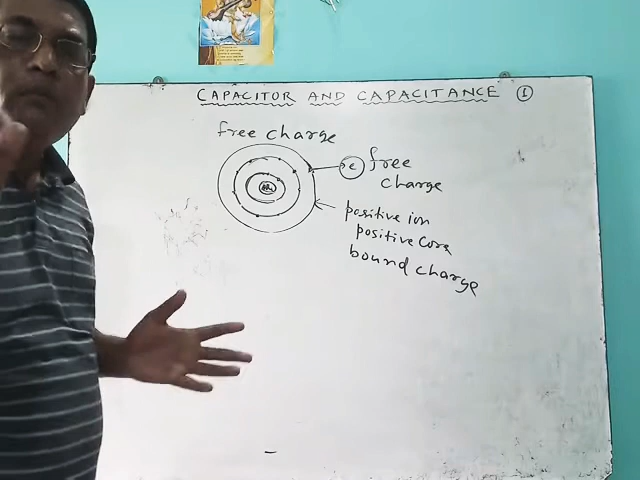 CAPACITOR AND CAPACITANCE ①
free charge
e free
charge
positive ion
positive core
bound charge